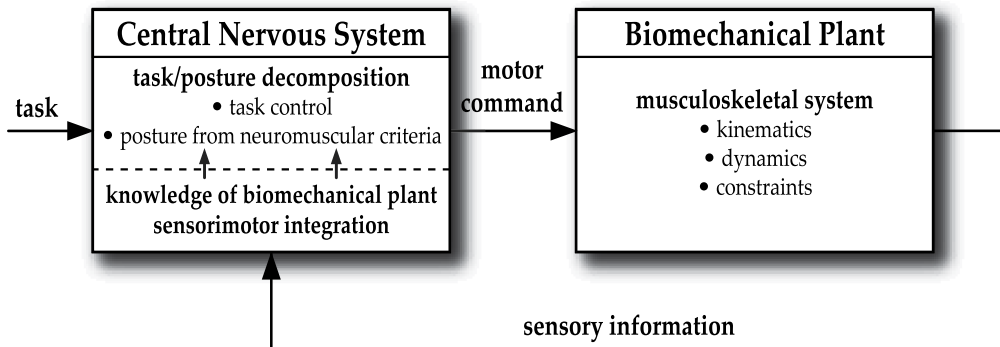 Central Nervous System
task/posture decomposition
• task control
• posture from neuromuscular criteria
knowledge of biomechanical plant
sensorimotor integration
task
motor
command
Biomechanical Plant
musculoskeletal system
• kinematics
• dynamics
• constraints
sensory information